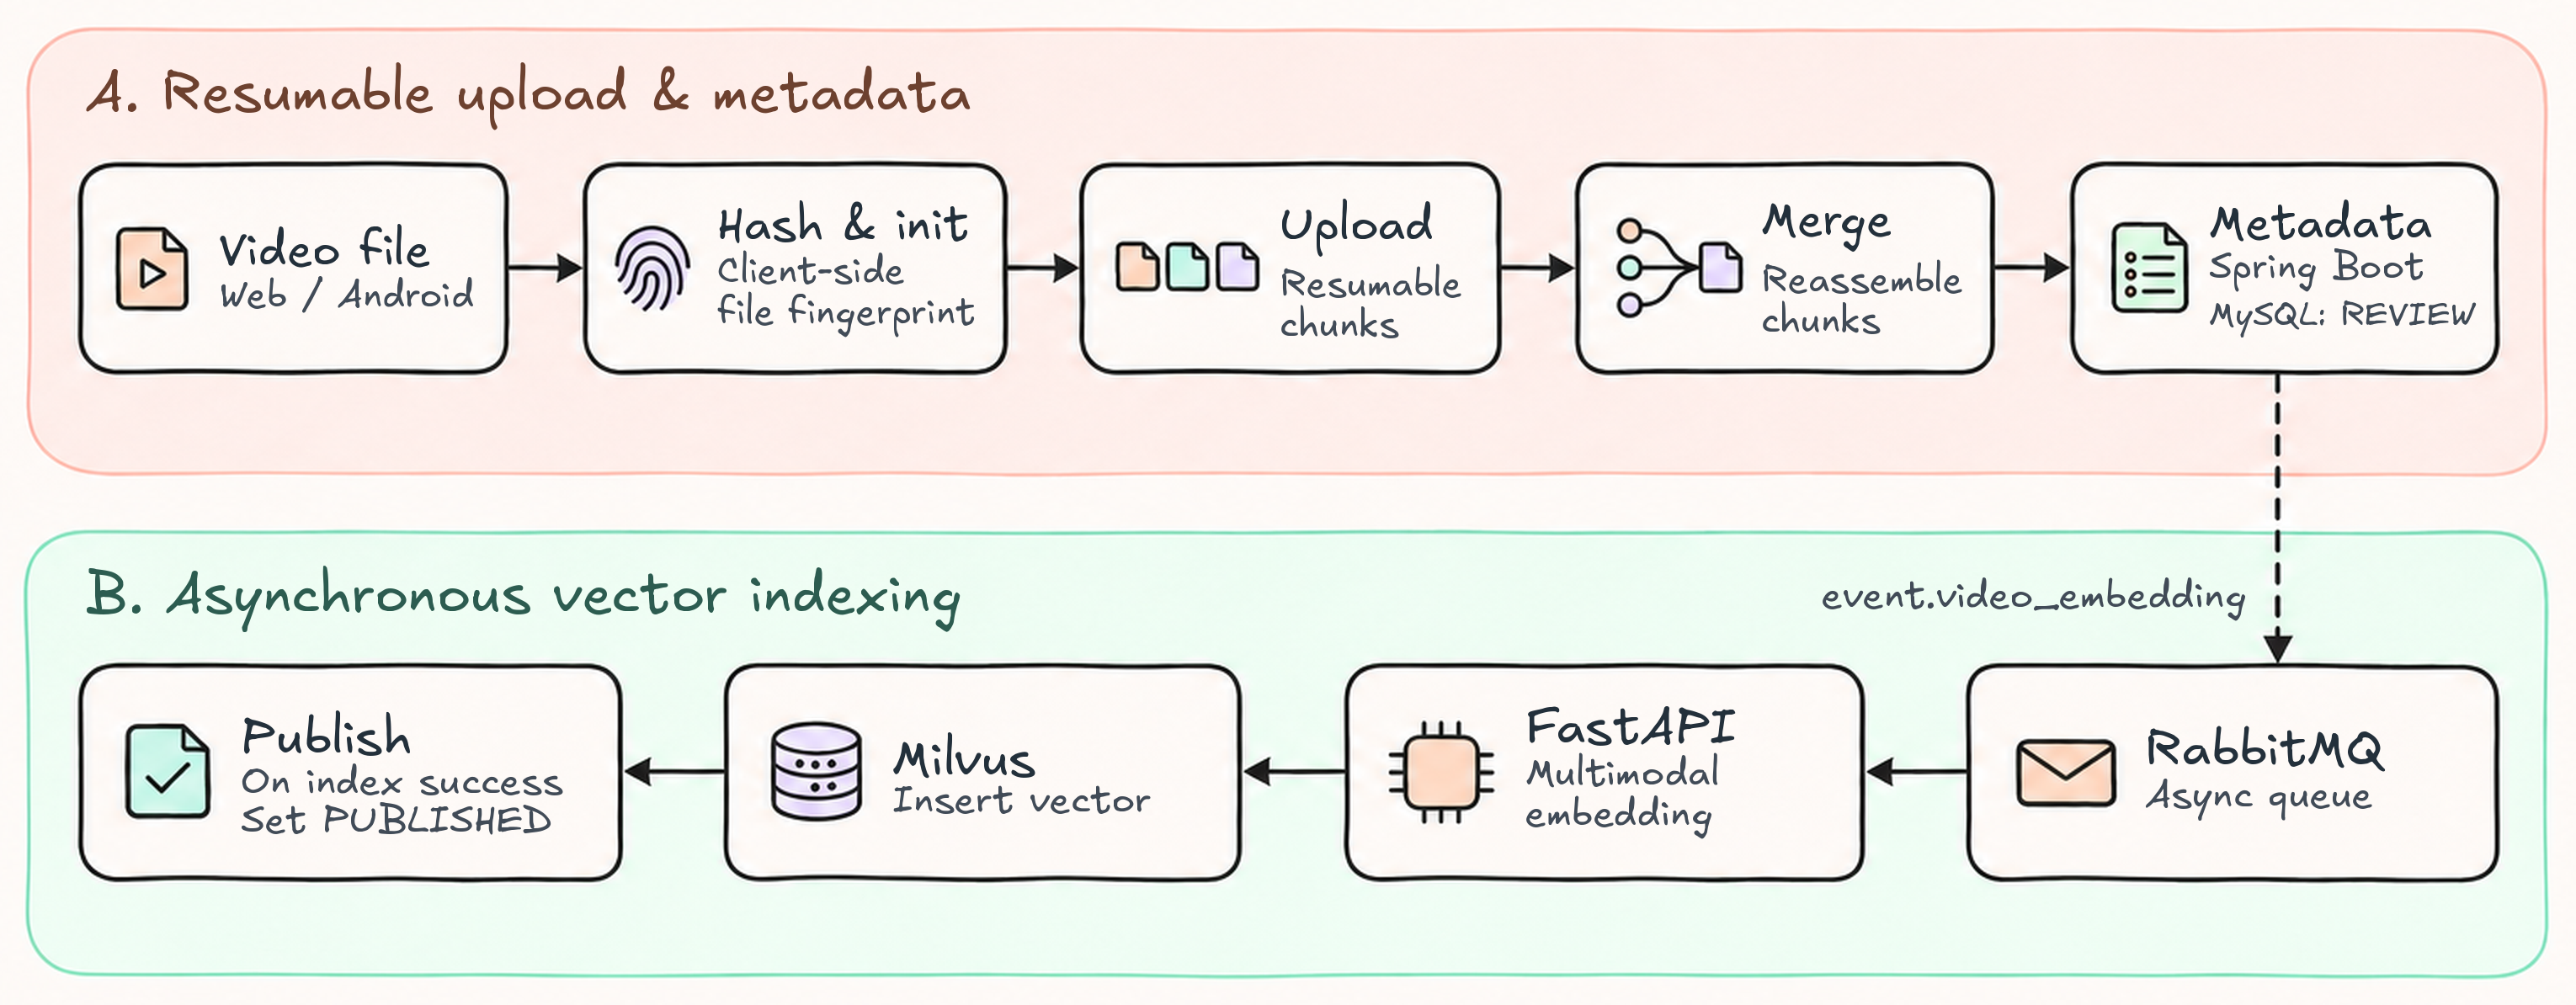 A. Resumable upload & metadata
Video file
Web / Android
Hash & init
Client-side
file fingerprint
Upload
Resumable
chunks
Merge
Reassemble
chunks
Metadata
Spring Boot
MySQL: REVIEW
B. Asynchronous vector indexing
event.video_embedding
Publish
On index success
Set PUBLISHED
Milvus
Insert vector
FastAPI
Multimodal
embedding
RabbitMQ
Async queue